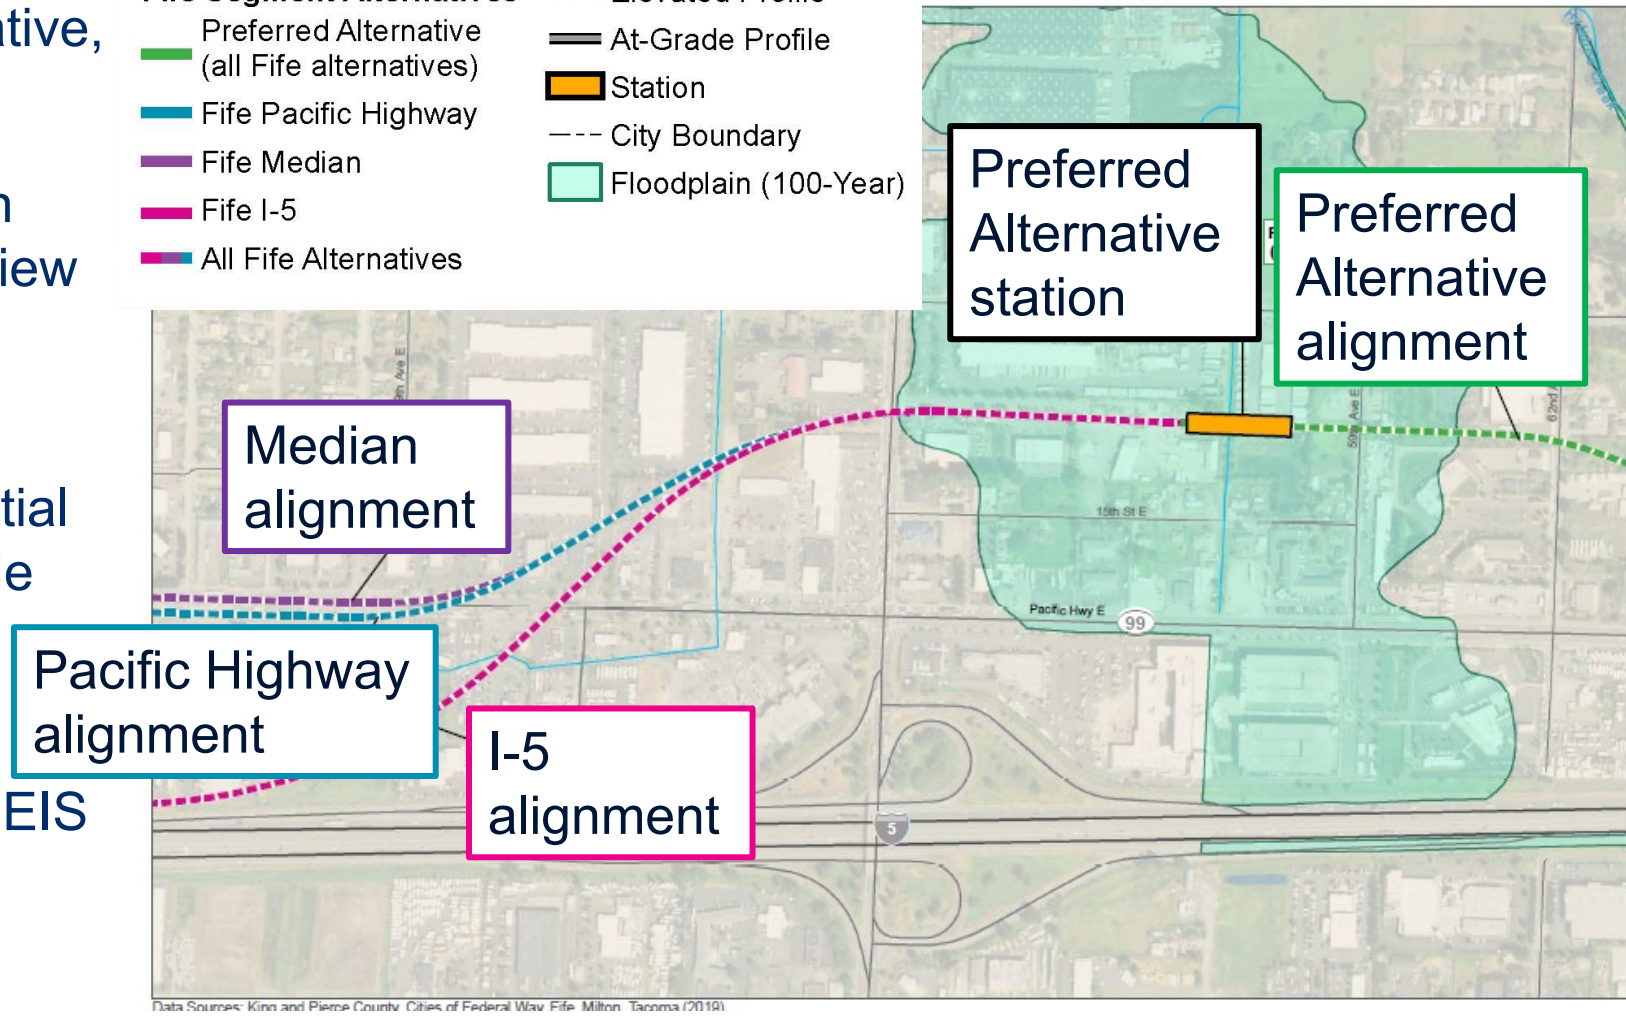 ative,
n
iew
tial
e
EIS
Preferred Alternative
(all Fife alternatives)
Fife Pacific Highway
Fife Median
Fife I-5
All Fife Alternatives
At-Grade Profile
Station
City Boundary
Floodplain (100-Year)
Preferred
Alternative
station
Preferred
Alternative
alignment
Median
alignment
Pacific Highway
alignment
I-5
alignment
15th St E
59th Ave E
Pacific Hwy E
99
5
Data Sources: King and Pierce County, Cities of Federal Way, Fife, Milton, Tacoma (2019)